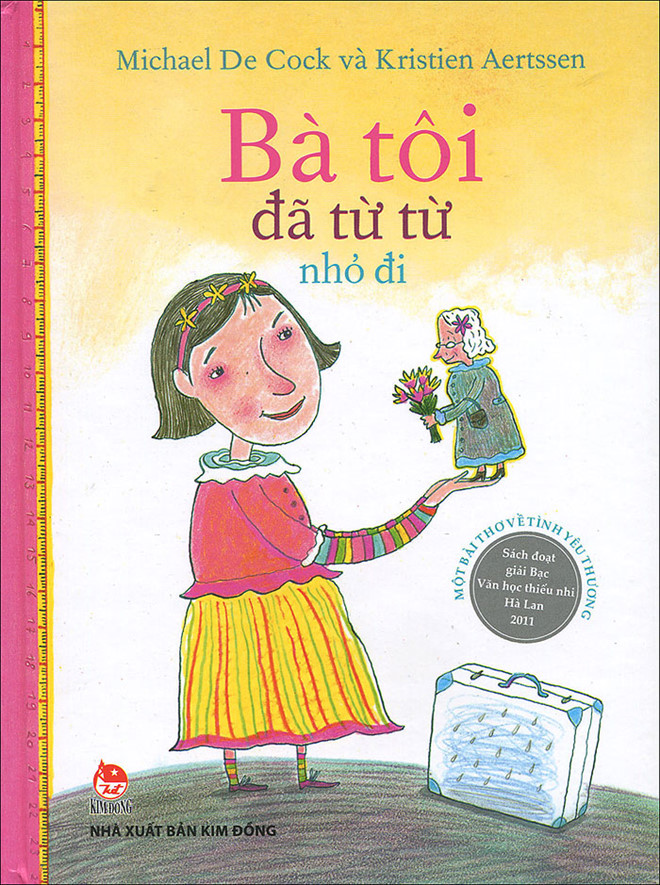 Michael De Cock và Kristien Aertssen
Bà tôi
đã từ từ
nhỏ đi
MỘT BÀI THƠ VỀ TÌNH YÊU THƯƠNG
Sách đoạt
giải Bạc
Văn học thiếu nhi
Hà Lan
2011
KIM ĐỒNG
NHÀ XUẤT BẢN KIM ĐỒNG